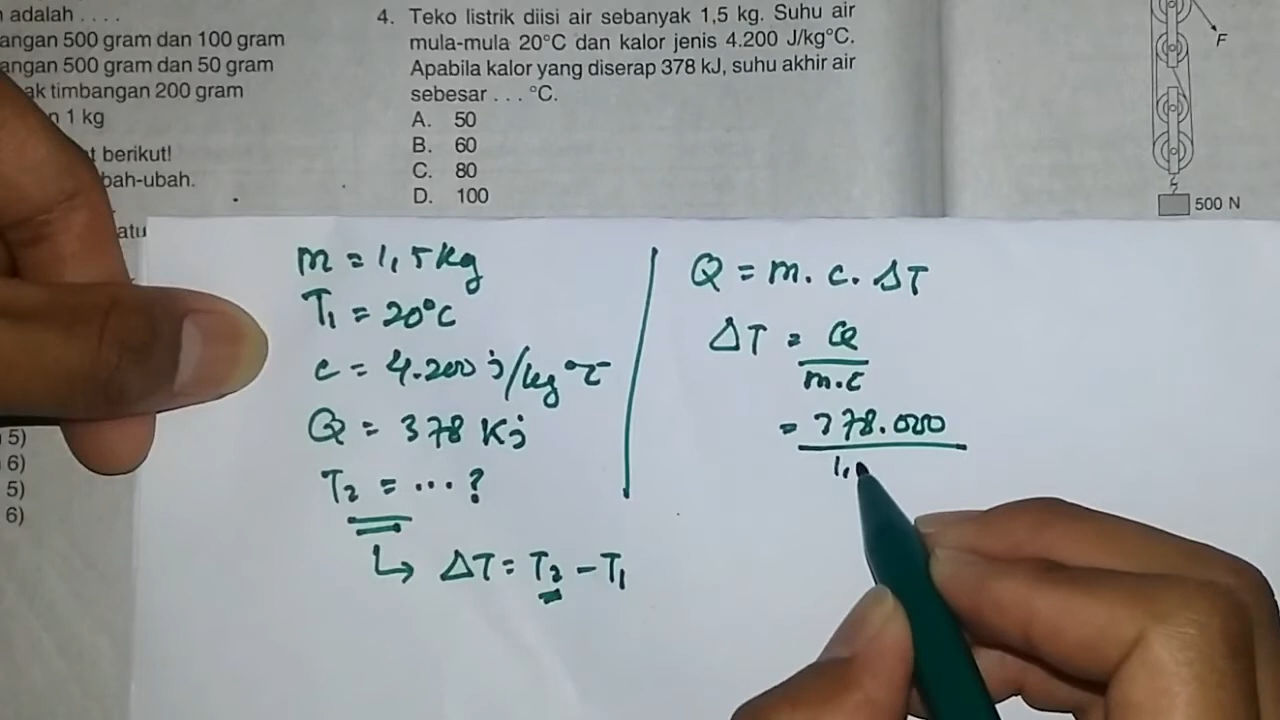 adalah ....
angan 500 gram dan 100 gram
angan 500 gram dan 50 gram
ak timbangan 200 gram
1 kg
berikut!
bah-ubah.
atu
5)
6)
5)
6)
4. Teko listrik diisi air sebanyak 1,5 kg. Suhu air
mula-mula 20°C dan kalor jenis 4.200 J/kg°C.
Apabila kalor yang diserap 378 kJ, suhu akhir air
sebesar ... °C.
A. 50
B. 60
C. 80
D. 100
F
500 N
m = 1,5 kg
T₁ = 20°C
c = 4.200 j/kg °C
Q = 378 Kj
T₂ = ... ?
↳ ΔT = T₂ - T₁
Q = m. c. ΔT
ΔT = Q
m.c
= 378.000
1,